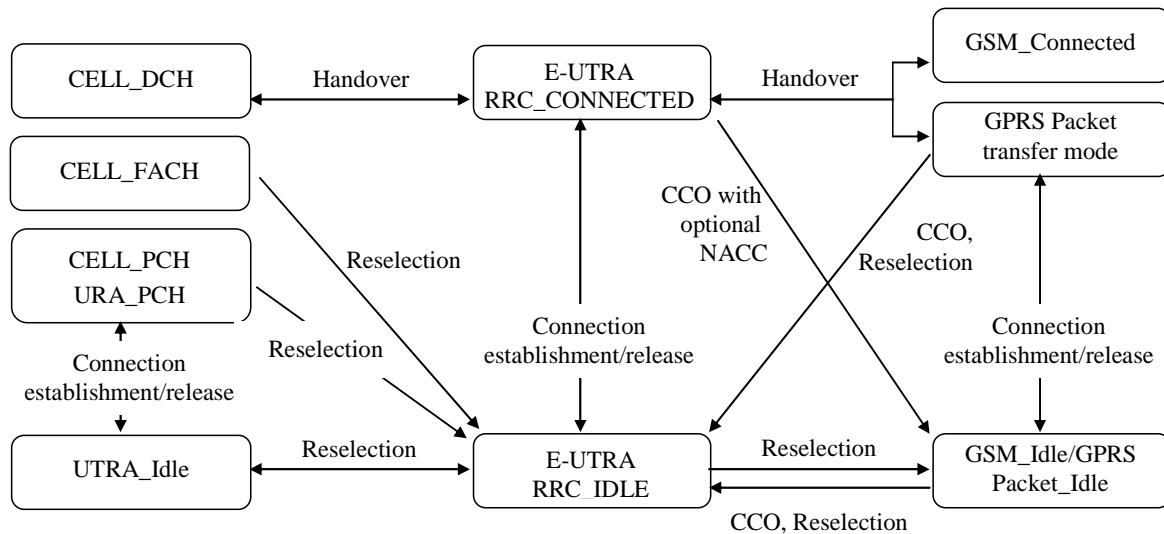 GSM_Connected
CELL_DCH
Handover
E-UTRA
RRC_CONNECTED
Handover
GPRS Packet
transfer mode
CELL_FACH
CCO with
optional
NACC
CCO,
Reselection
CELL_PCH
URA_PCH
Reselection
Reselection
Connection
establishment/release
Connection
establishment/release
Connection
establishment/release
UTRA_Idle
Reselection
E-UTRA
RRC_IDLE
Reselection
GSM_Idle/GPRS
Packet_Idle
CCO, Reselection